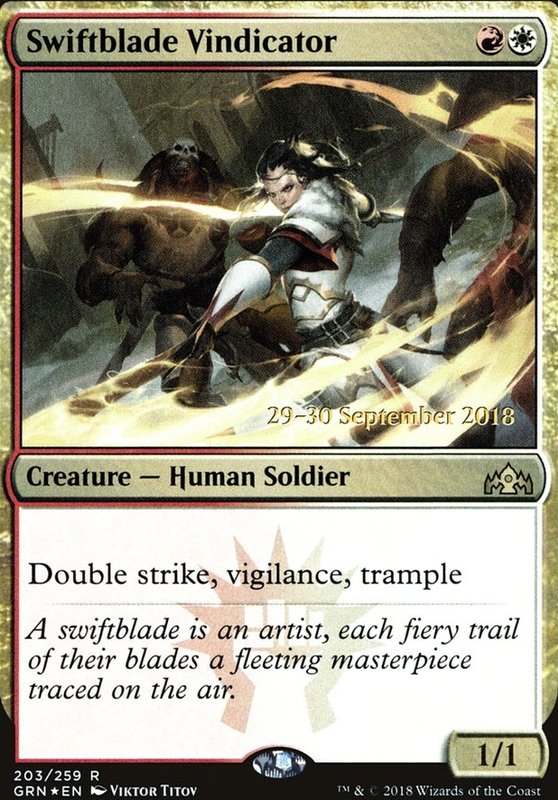 Swiftblade Vindicator
29–30 September 2018
Creature — Human Soldier
Double strike, vigilance, trample
A swiftblade is an artist, each fiery trail
of their blades a fleeting masterpiece
traced on the air.
1/1
203/259 R
GRN★EN Viktor Titov
™ & © 2018 Wizards of the Coast